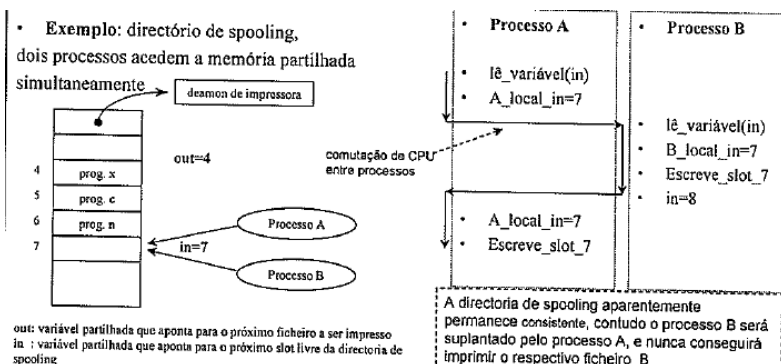 • Exemplo: directório de spooling,
dois processos acedem a memória partilhada
simultaneamente
deamon de impressora
out=4
4 prog. x
5 prog. c
6 prog. n
7
in=7
Processo A
Processo B
out: variável partilhada que aponta para o próximo ficheiro a ser impresso
in : variável partilhada que aponta para o próximo slot livre da directoria de
spooling
• Processo A
• lê_variável(in)
• A_local_in=7
comutação de CPU
entre processos
• A_local_in=7
• Escreve_slot_7
• Processo B
• lê_variável(in)
• B_local_in=7
• Escreve_slot_7
• in=8
A directoria de spooling aparentemente
permanece consistente, contudo o processo B será
suplantado pelo processo A, e nunca conseguirá
imprimir o respectivo ficheiro B